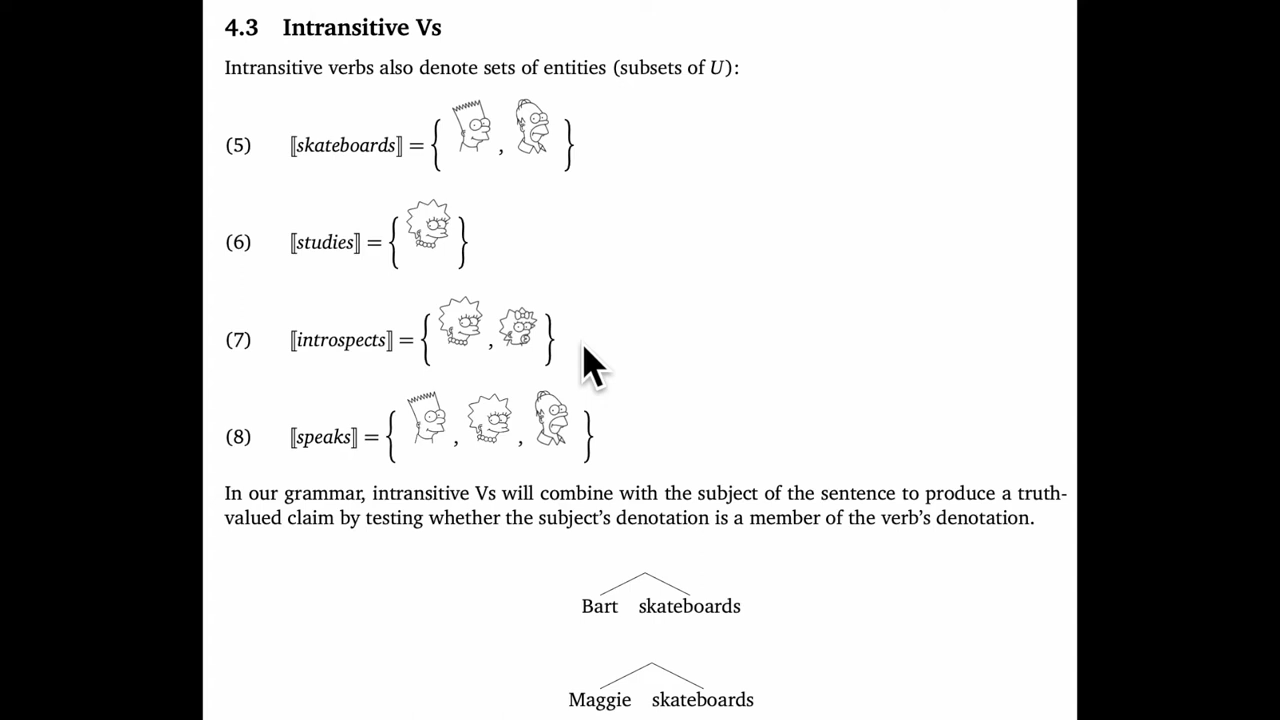 4.3 Intransitive Vs
Intransitive verbs also denote sets of entities (subsets of U):
(5) ⟦skateboards⟧ = { , }
(6) ⟦studies⟧ = { }
(7) ⟦introspects⟧ = { , }
(8) ⟦speaks⟧ = { , , }
In our grammar, intransitive Vs will combine with the subject of the sentence to produce a truth-
valued claim by testing whether the subject's denotation is a member of the verb's denotation.
Bart skateboards
Maggie skateboards